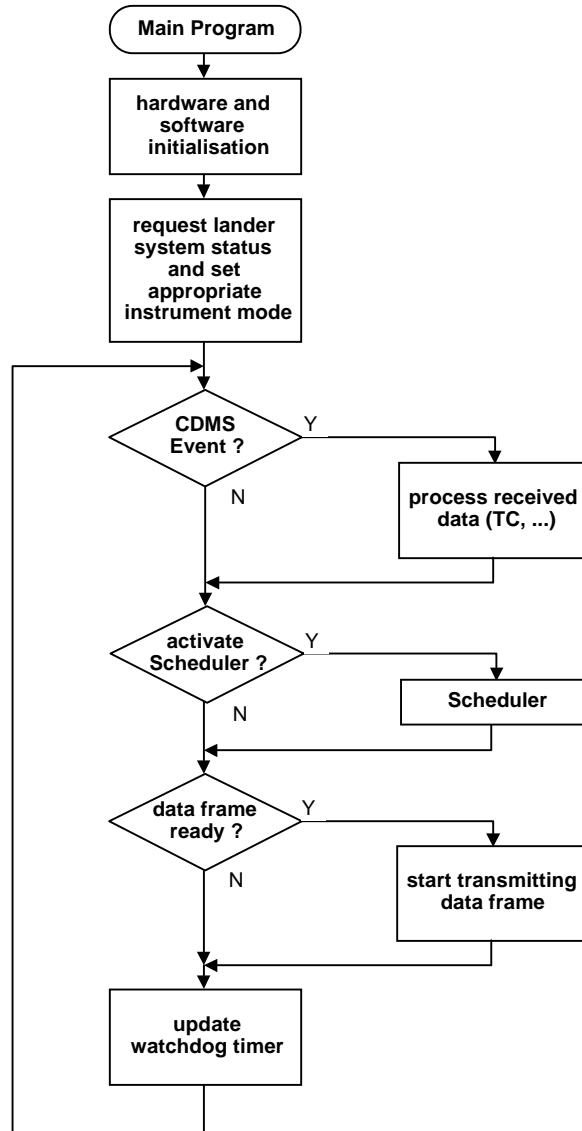 Main Program
hardware and
software
initialisation
request lander
system status
and set
appropriate
instrument mode
CDMS
Event ?
Y
N
process received
data (TC, ...)
activate
Scheduler ?
Y
N
Scheduler
data frame
ready ?
Y
N
start transmitting
data frame
update
watchdog timer